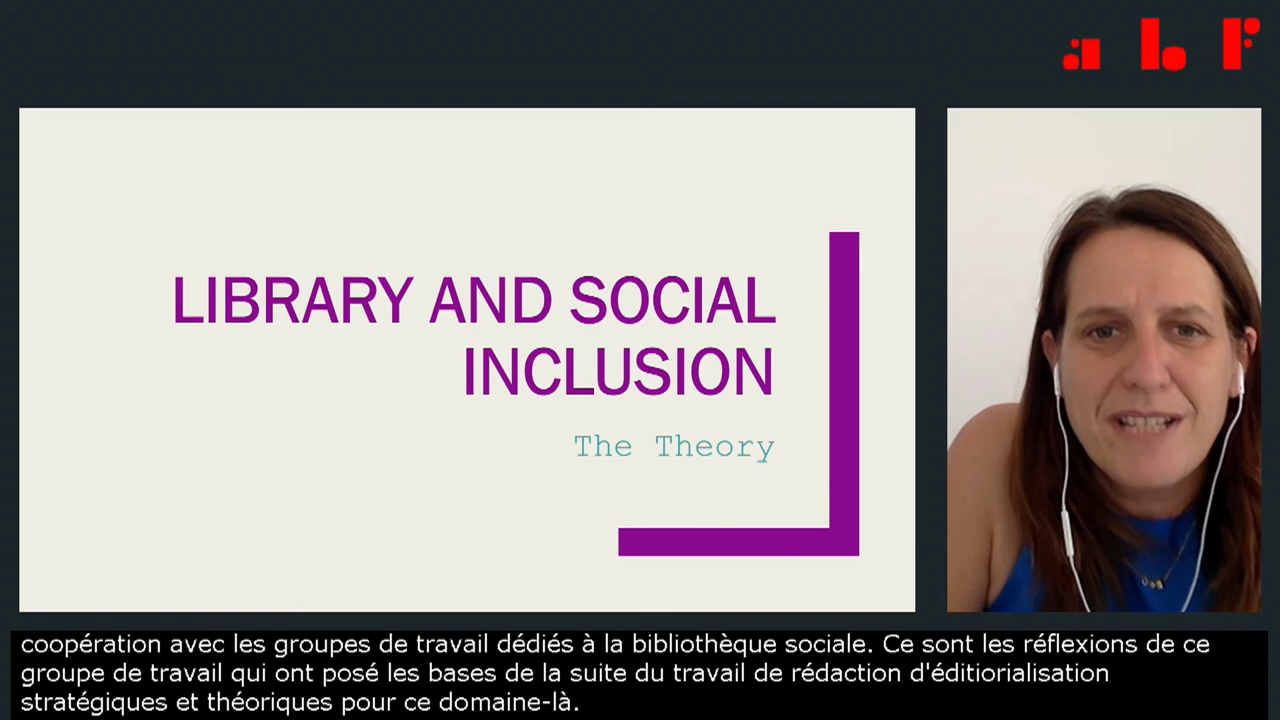 abf
LIBRARY AND SOCIAL
INCLUSION
The Theory
coopération avec les groupes de travail dédiés à la bibliothèque sociale. Ce sont les réflexions de ce
groupe de travail qui ont posé les bases de la suite du travail de rédaction d'éditiorialisation
stratégiques et théoriques pour ce domaine-là.